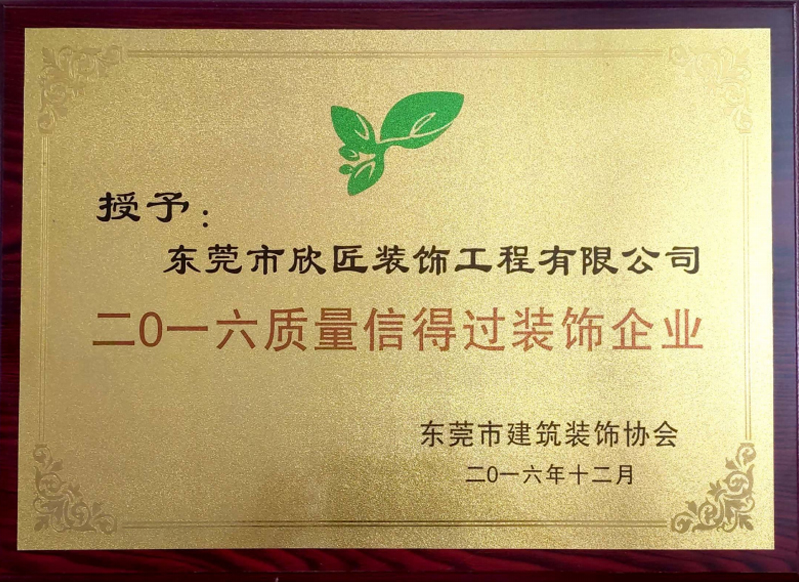 授予：
东莞市欣匠装饰工程有限公司
二0一六质量信得过装饰企业
东莞市建筑装饰协会
二0一六年十二月